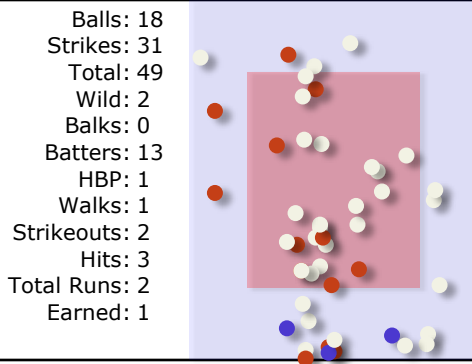 Balls: 18
Strikes: 31
Total: 49
Wild: 2
Balks: 0
Batters: 13
HBP: 1
Walks: 1
Strikeouts: 2
Hits: 3
Total Runs: 2
Earned: 1